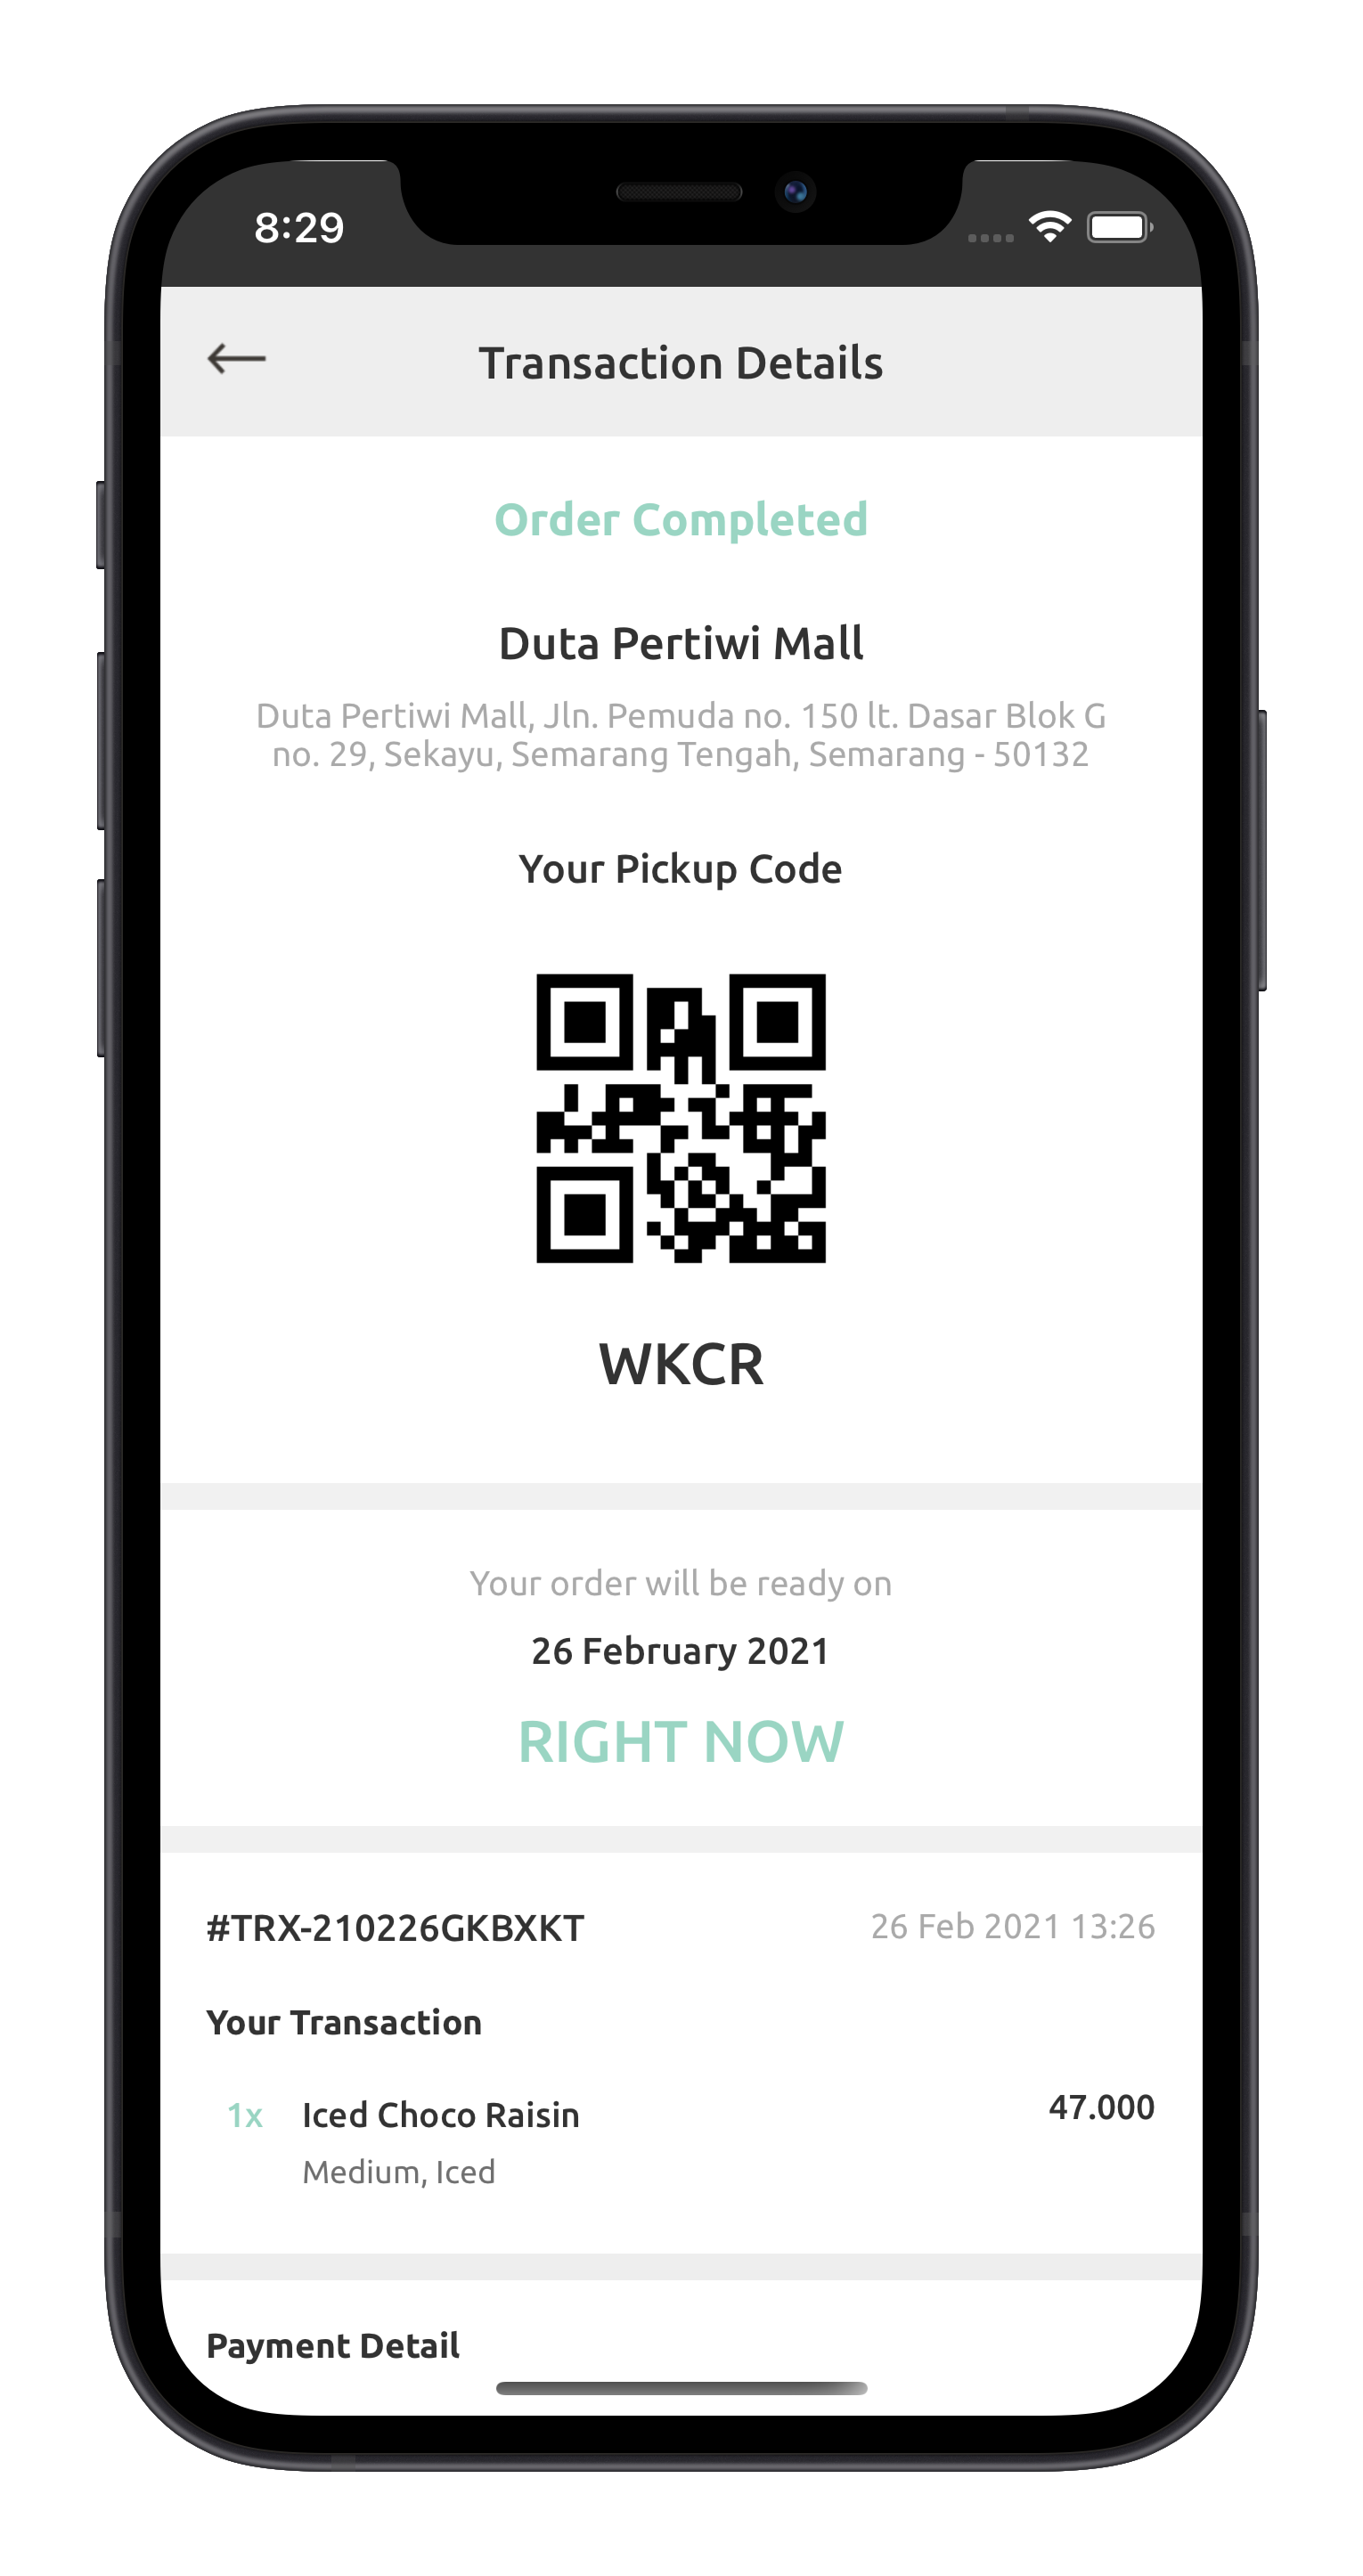 8:29
Transaction Details
Order Completed
Duta Pertiwi Mall
Duta Pertiwi Mall, Jln. Pemuda no. 150 lt. Dasar Blok G
no. 29, Sekayu, Semarang Tengah, Semarang - 50132
Your Pickup Code
WKCR
Your order will be ready on
26 February 2021
RIGHT NOW
#TRX-210226GKBXKT 26 Feb 2021 13:26
Your Transaction
1x Iced Choco Raisin 47.000
Medium, Iced
Payment Detail